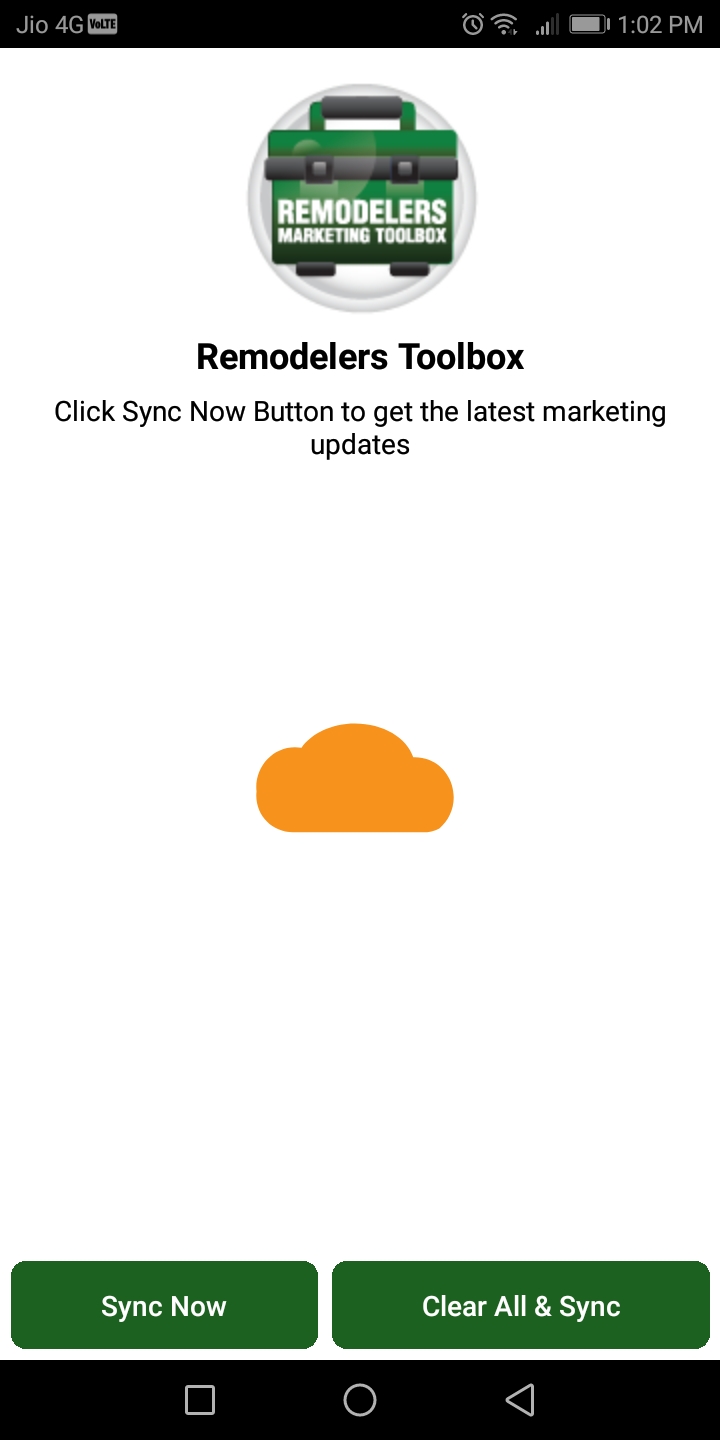 Jio 4G VoLTE 1:02 PM
REMODELERS
MARKETING TOOLBOX
Remodelers Toolbox
Click Sync Now Button to get the latest marketing
updates
Sync Now
Clear All & Sync